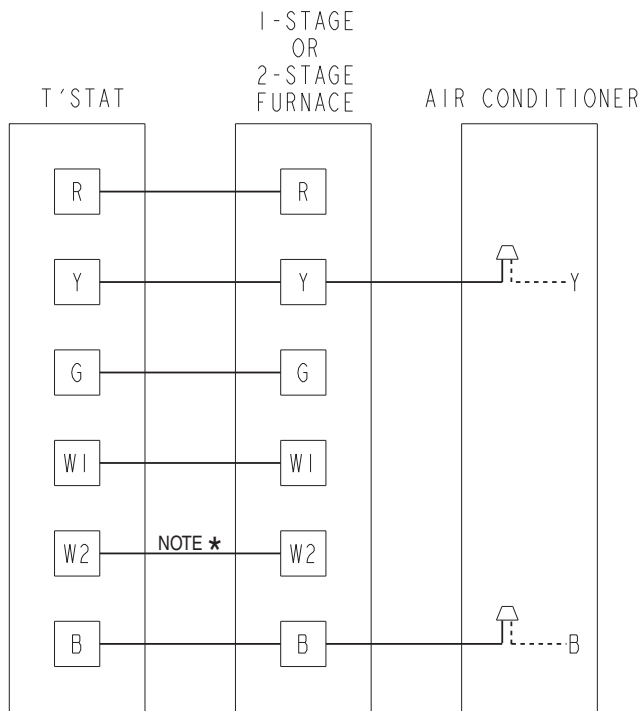 1-STAGE
OR
2-STAGE
FURNACE
T'STAT
AIR CONDITIONER
R R
Y Y Y
G G
W1 W1
W2 NOTE * W2
B B B